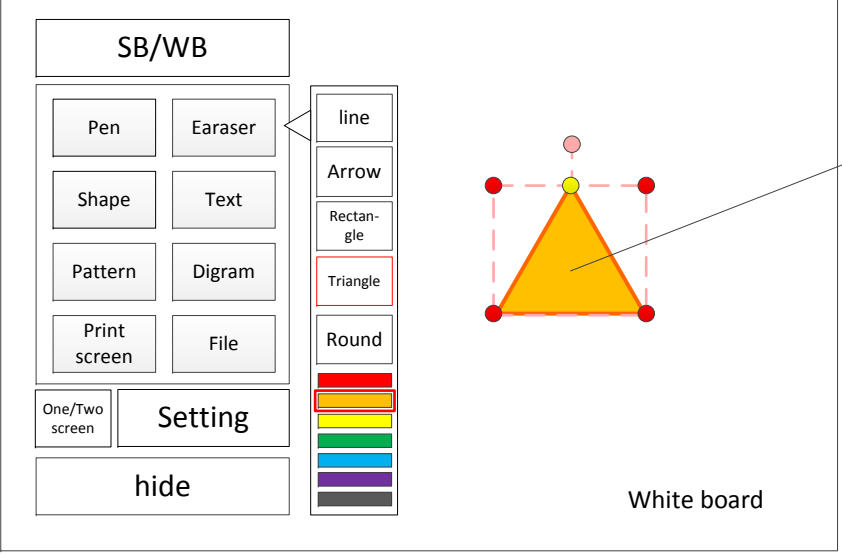 SB/WB
Pen
Earaser
Shape
Text
Pattern
Digram
Print
screen
File
One/Two
screen
Setting
hide
line
Arrow
Rectan-
gle
Triangle
Round
White board